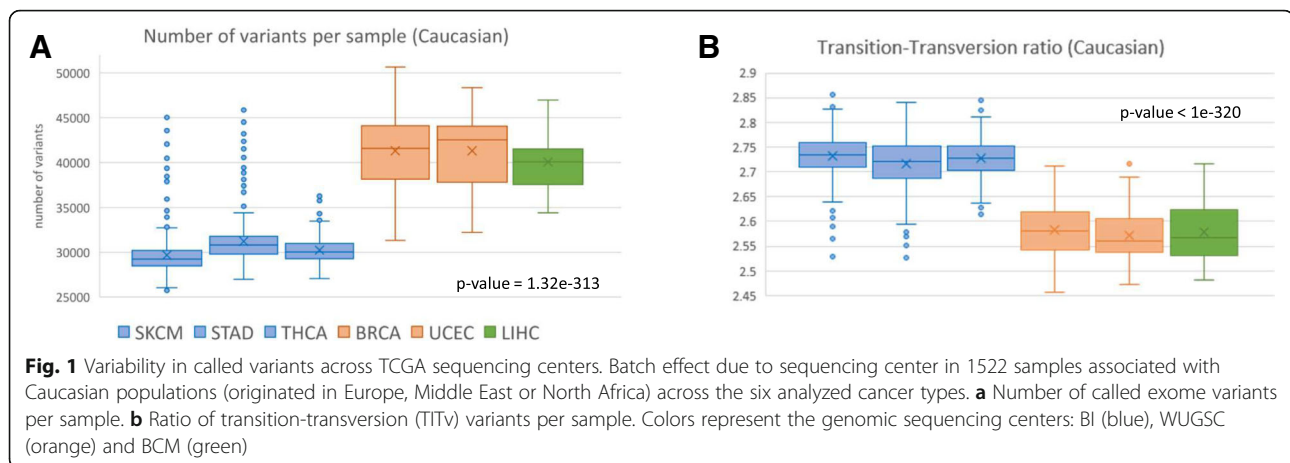 A
Number of variants per sample (Caucasian)
50000
45000
40000
35000
30000
25000
number of variants
p-value = 1.32e-313
SKCM STAD THCA BRCA UCEC LIHC
B
Transition-Transversion ratio (Caucasian)
2.9
2.85
2.8
2.75
2.7
2.65
2.6
2.55
2.5
2.45
p-value < 1e-320
Fig. 1 Variability in called variants across TCGA sequencing centers. Batch effect due to sequencing center in 1522 samples associated with
Caucasian populations (originated in Europe, Middle East or North Africa) across the six analyzed cancer types. a Number of called exome variants
per sample. b Ratio of transition-transversion (TITv) variants per sample. Colors represent the genomic sequencing centers: BI (blue), WUGSC
(orange) and BCM (green)